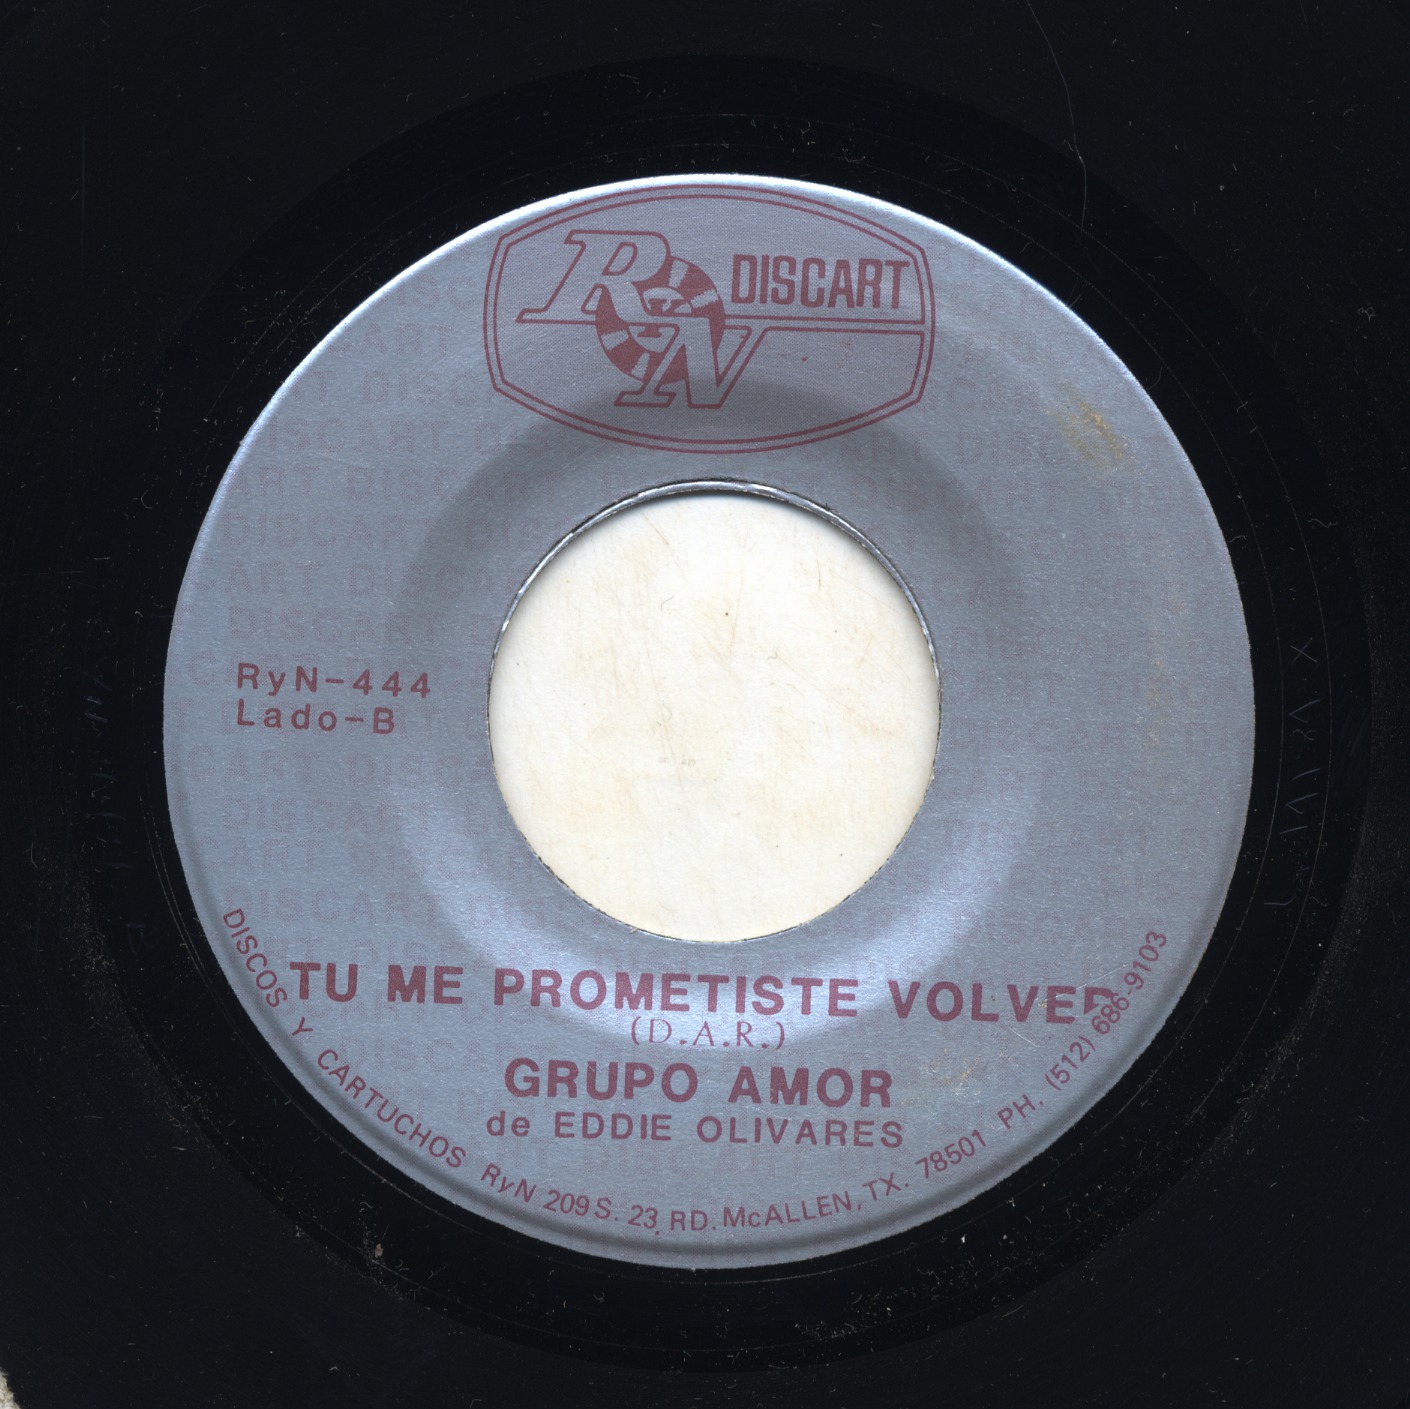 RyN DISCART
RyN-444
Lado-B
TU ME PROMETISTE VOLVER
(D.A.R.)
GRUPO AMOR
de EDDIE OLIVARES
DISCOS Y CARTUCHOS RyN 209 S. 23, RD. McALLEN, TX. 78501 PH. (512) 686-9103